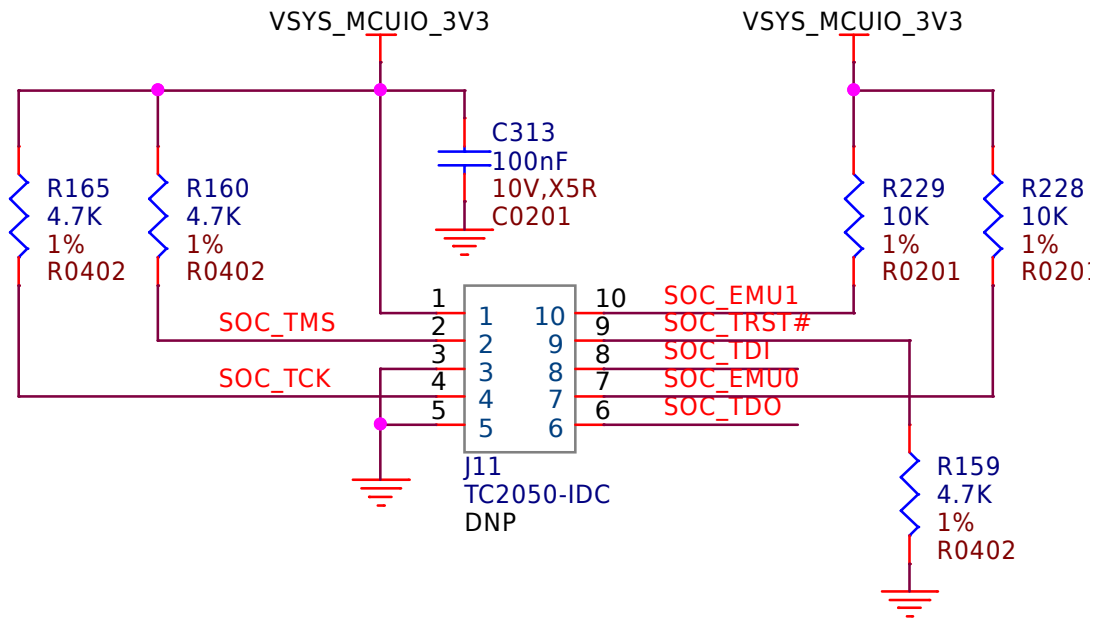 VSYS_MCUIO_3V3
VSYS_MCUIO_3V3
C313
100nF
10V,X5R
C0201
R165
4.7K
1%
R0402
R160
4.7K
1%
R0402
R229
10K
1%
R0201
R228
10K
1%
R0201
SOC_TMS
SOC_TCK
1
2
3
4
5
1
2
3
4
5
10
9
8
7
6
10
9
8
7
6
SOC_EMU1
SOC_TRST#
SOC_TDI
SOC_EMU0
SOC_TDO
J11
TC2050-IDC
DNP
R159
4.7K
1%
R0402